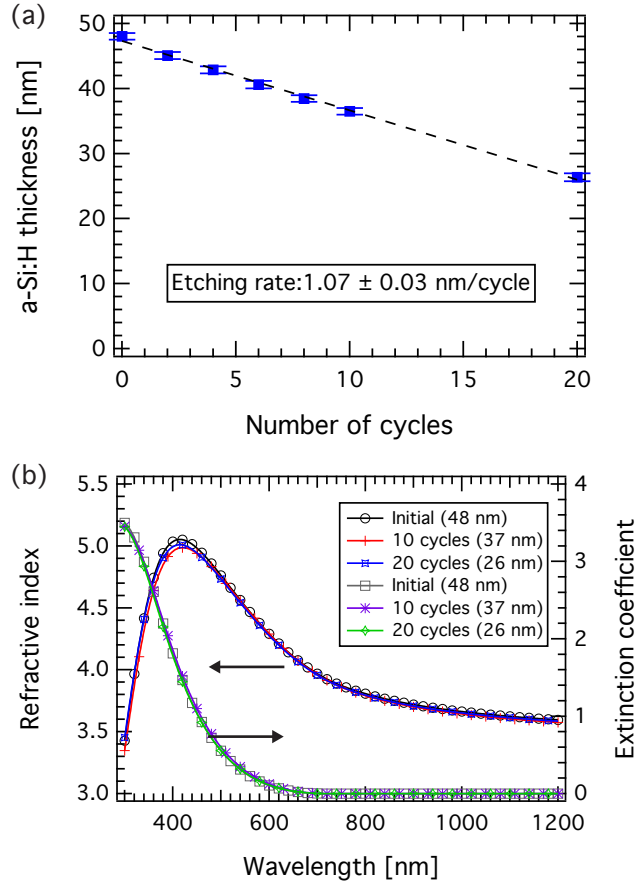 (a)
50
40
30
20
10
0
a-Si:H thickness [nm]
Etching rate:1.07 ± 0.03 nm/cycle
0 5 10 15 20
Number of cycles
(b)
5.5
5.0
4.5
4.0
3.5
3.0
Refractive index
Initial (48 nm)
10 cycles (37 nm)
20 cycles (26 nm)
Initial (48 nm)
10 cycles (37 nm)
20 cycles (26 nm)
4
3
2
1
0
Extinction coefficient
400 600 800 1000 1200
Wavelength [nm]